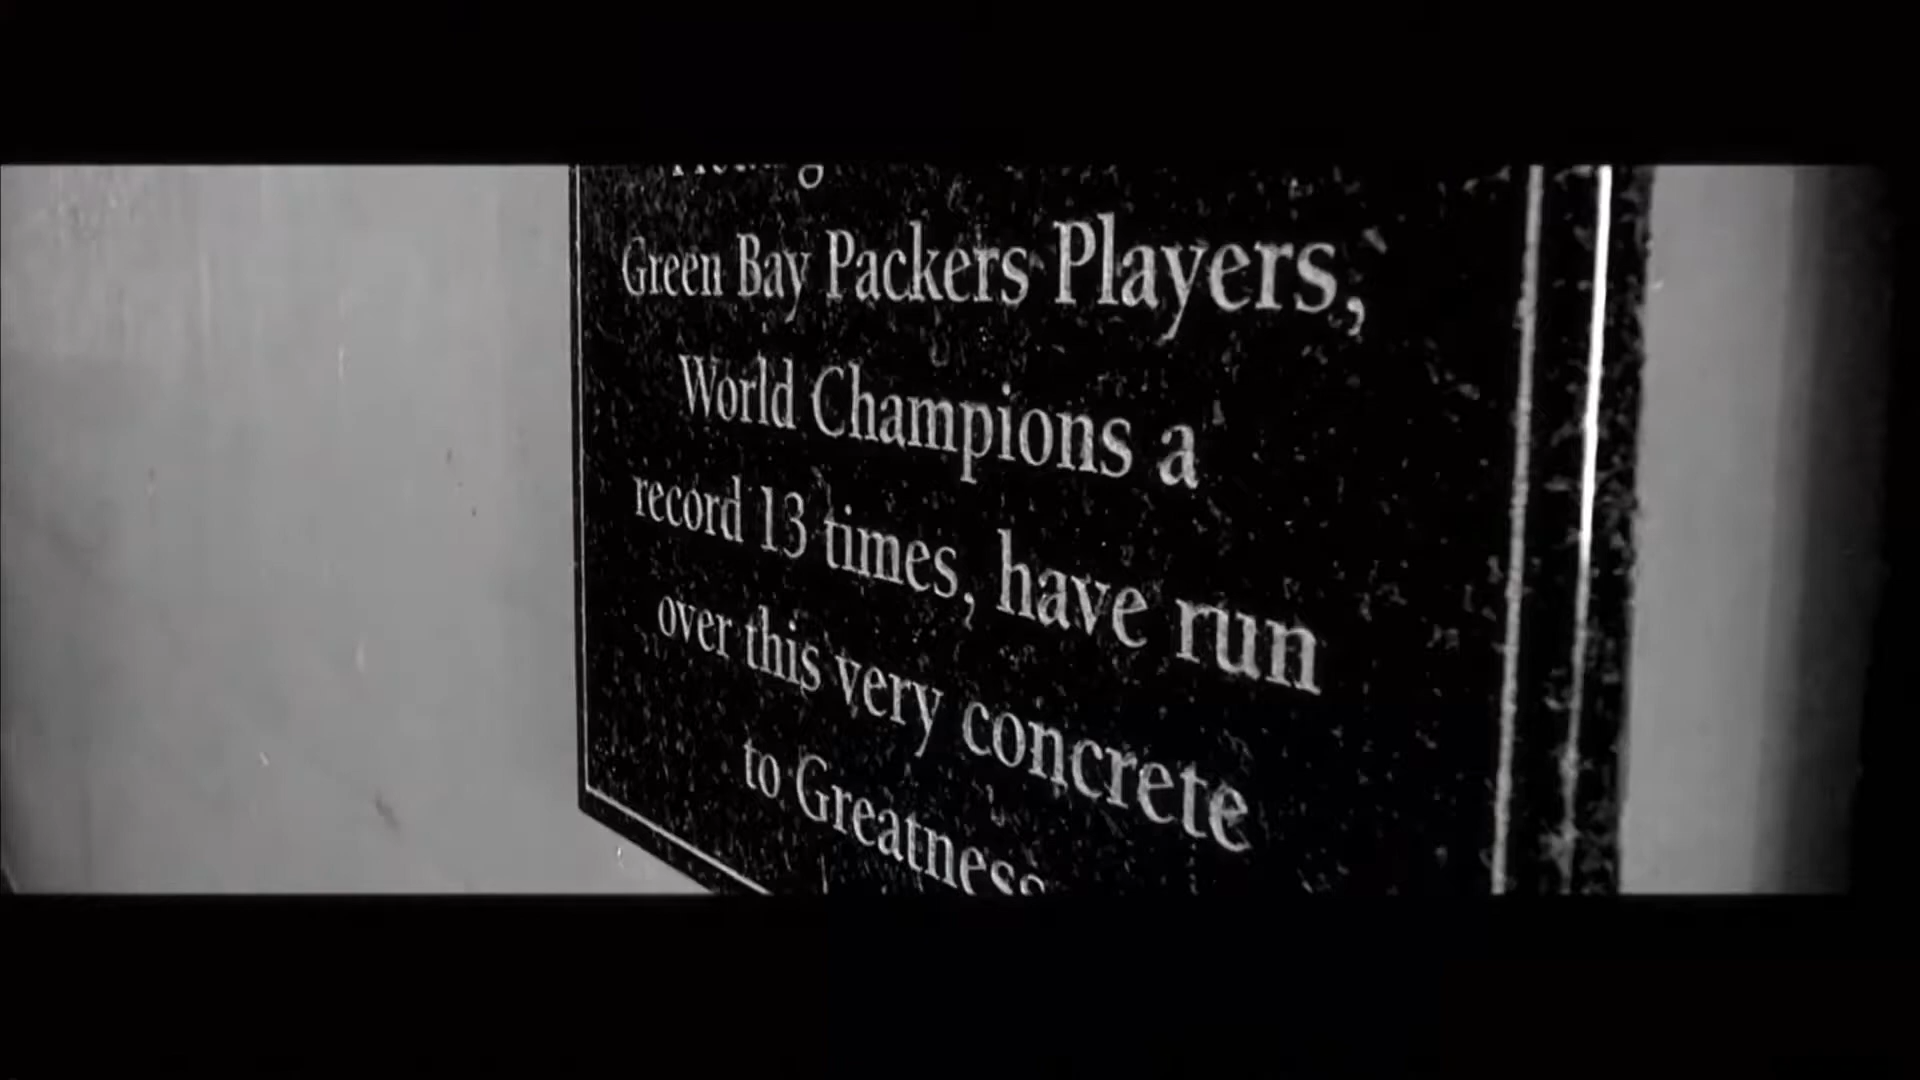 Green Bay Packers Players,
World Champions a
record 13 times, have run
over this very concrete
to Greatness